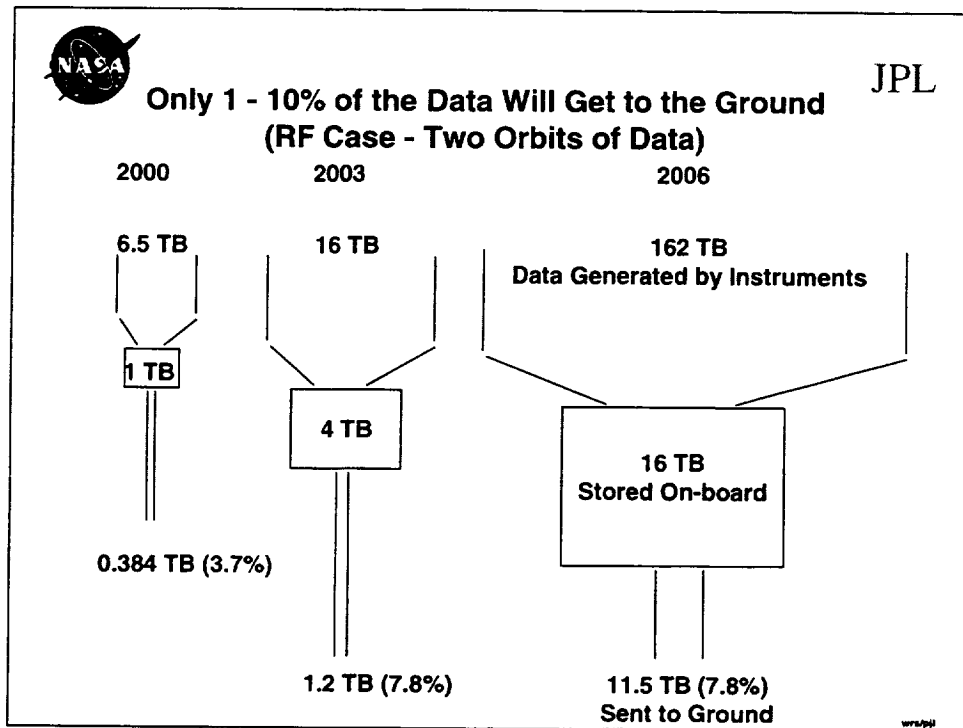 NASA
JPL
Only 1 - 10% of the Data Will Get to the Ground
(RF Case - Two Orbits of Data)
2000
2003
2006
6.5 TB
16 TB
162 TB
Data Generated by Instruments
1 TB
4 TB
16 TB
Stored On-board
0.384 TB (3.7%)
1.2 TB (7.8%)
11.5 TB (7.8%)
Sent to Ground